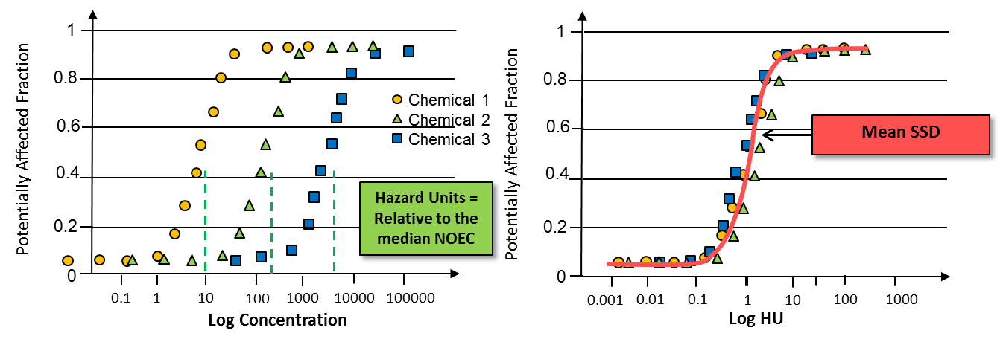 Potentially Affected Fraction
1
0.8
0.6
0.4
0.2
0
0.1
1
10
100
1000
10000
100000
Log Concentration
Chemical 1
Chemical 2
Chemical 3
Hazard Units =
Relative to the
median NOEC
Potentially Affected Fraction
1
0.8
0.6
0.4
0.2
0
0.001
0.01
0.1
1
10
100
1000
Log HU
Mean SSD